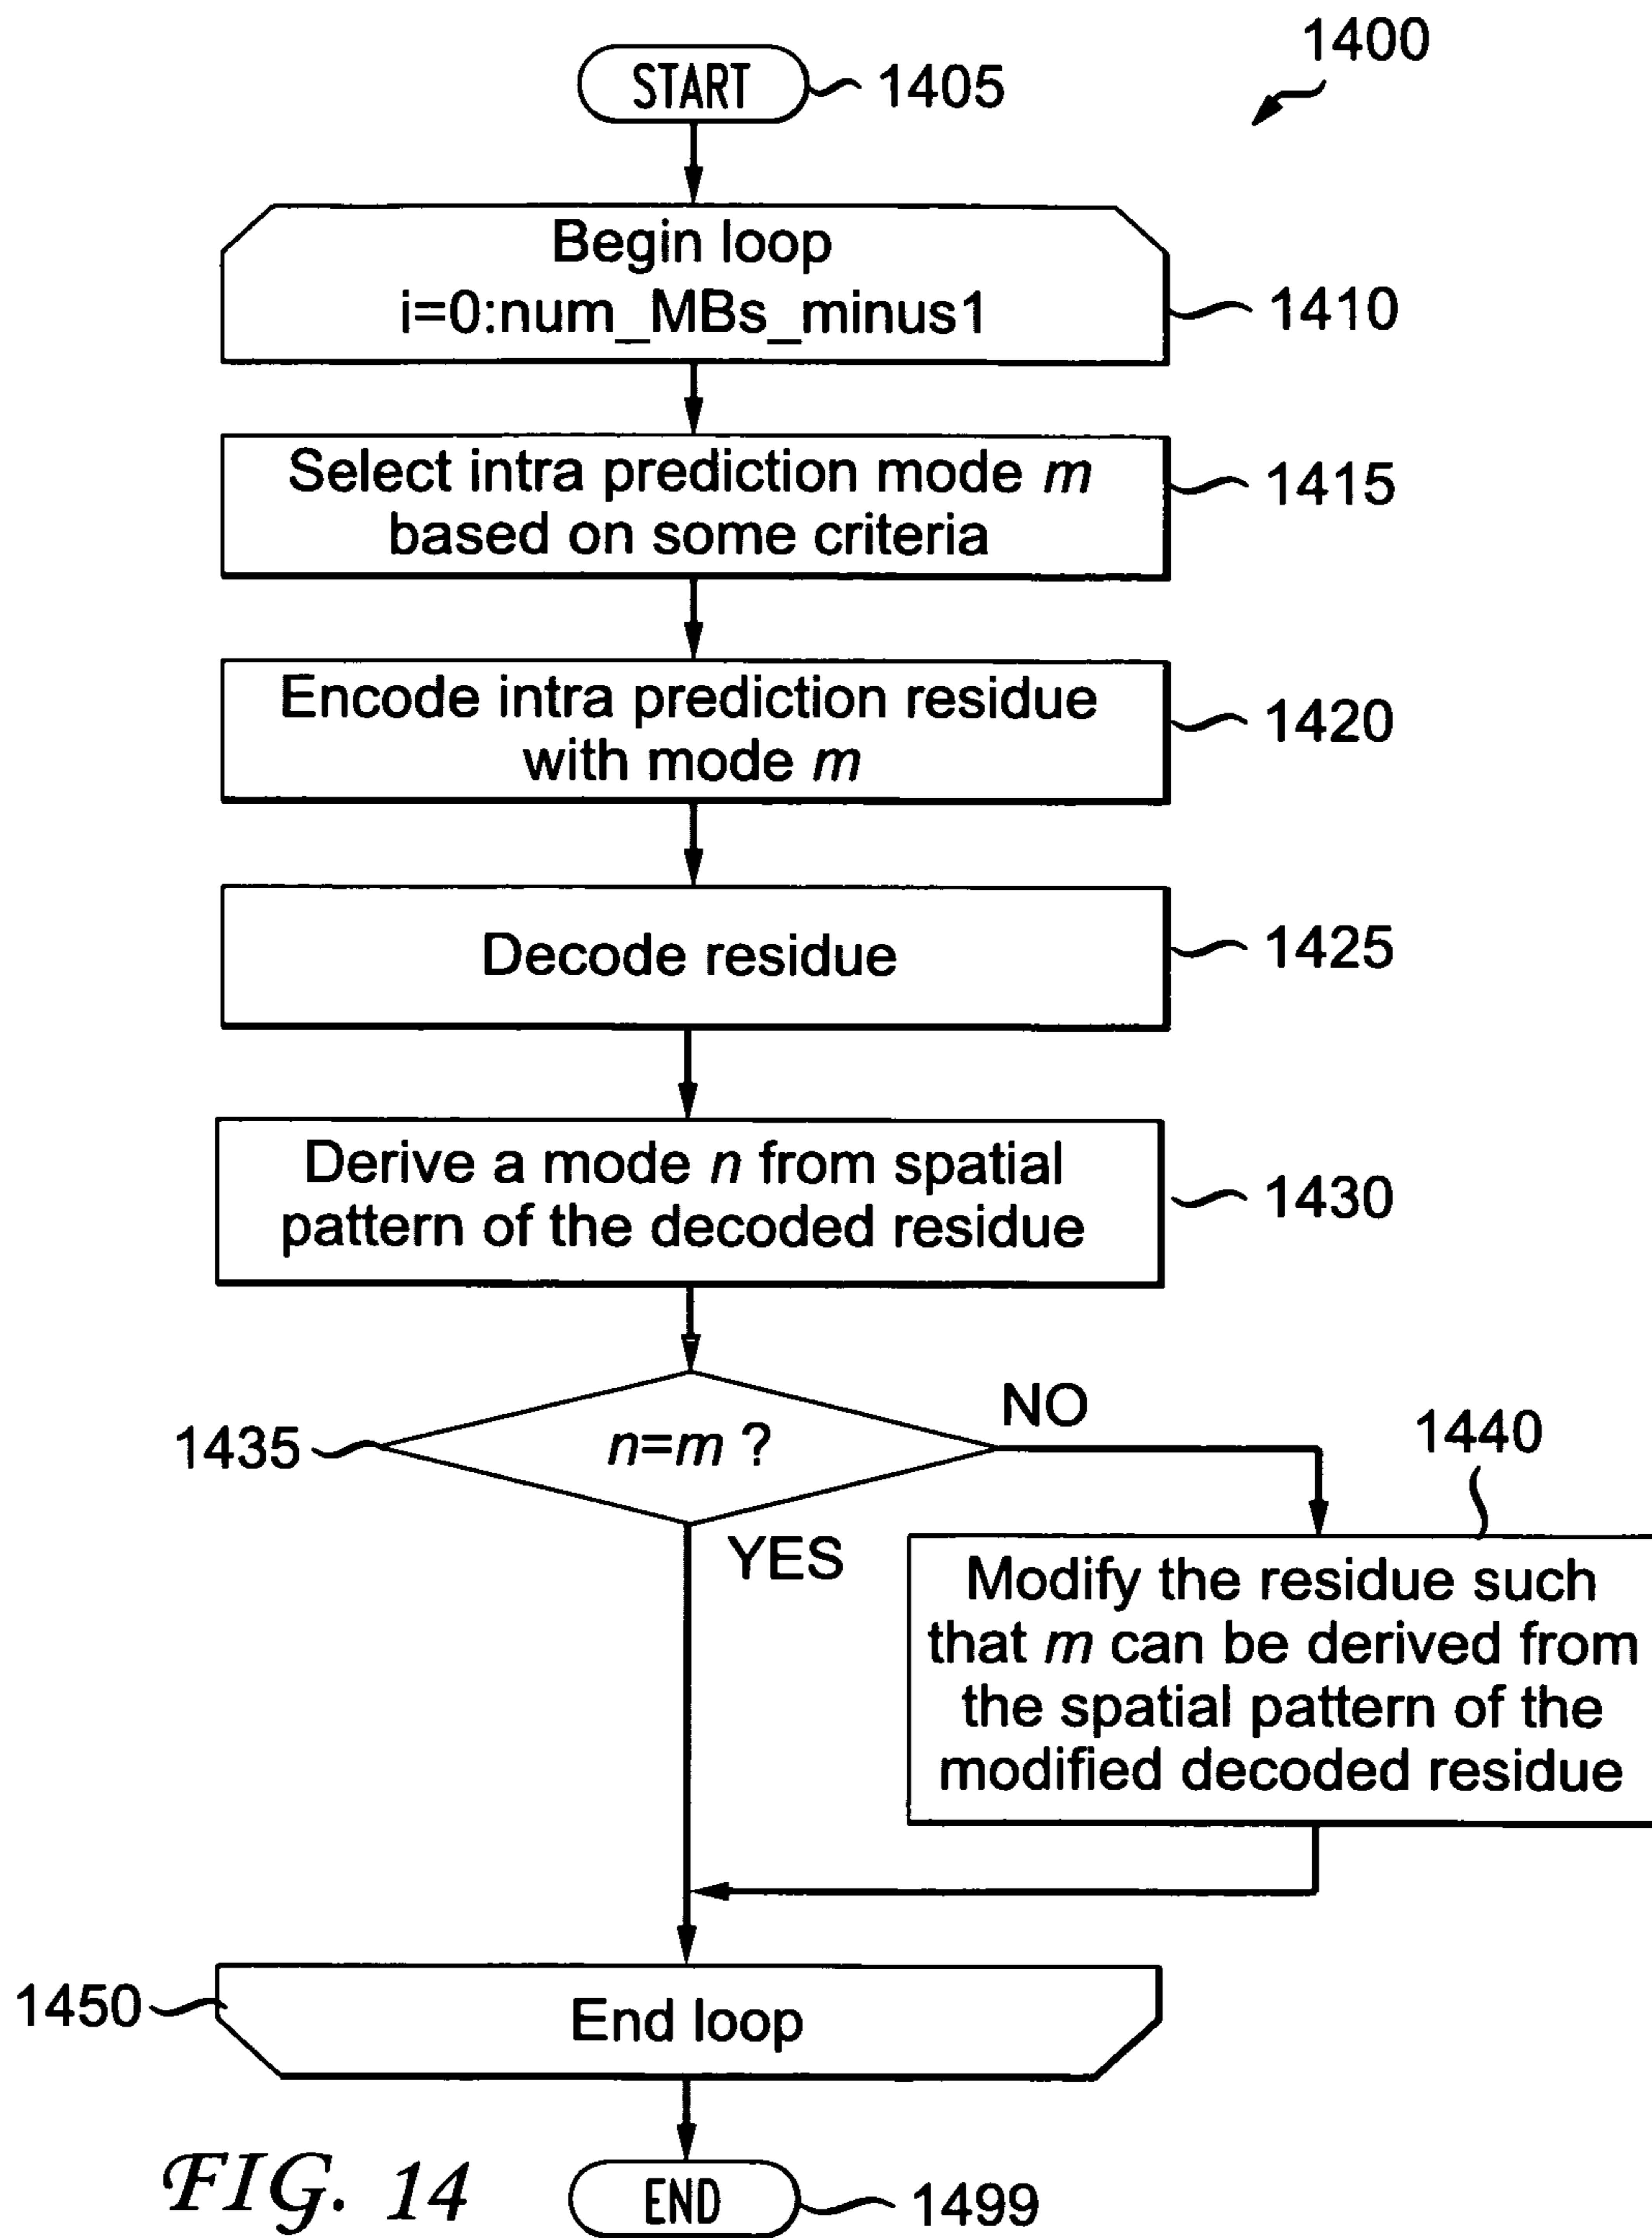 1400
START
1405
Begin loop
i=0:num_MBs_minus1
1410
Select intra prediction mode m
based on some criteria
1415
Encode intra prediction residue
with mode m
1420
Decode residue
1425
Derive a mode n from spatial
pattern of the decoded residue
1430
n=m ?
1435
NO
YES
1440
Modify the residue such
that m can be derived from
the spatial pattern of the
modified decoded residue
End loop
1450
END
1499
FIG. 14